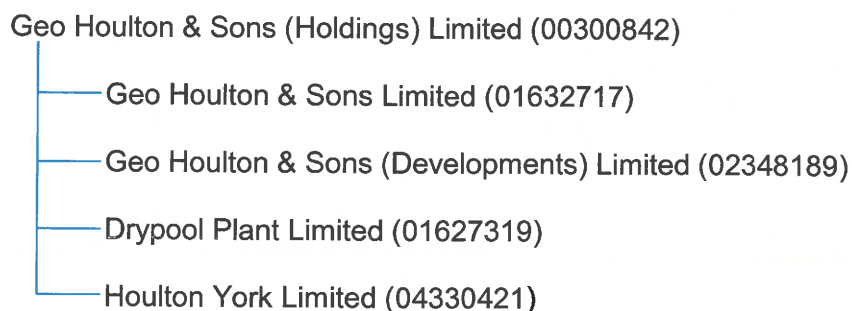 Geo Houlton & Sons (Holdings) Limited (00300842)
Geo Houlton & Sons Limited (01632717)
Geo Houlton & Sons (Developments) Limited (02348189)
Drypool Plant Limited (01627319)
Houlton York Limited (04330421)